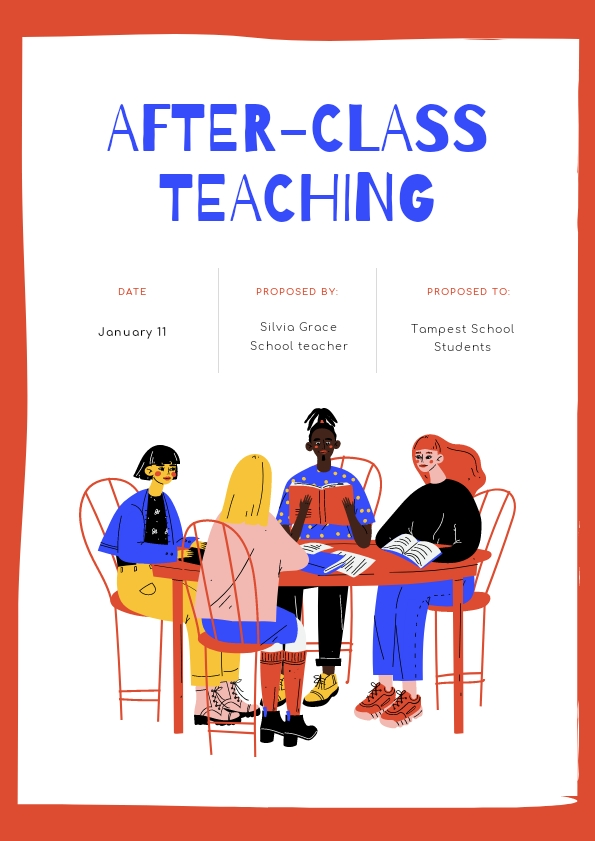 AFTER-CLASS
TEACHING
DATE
January 11
PROPOSED BY:
Silvia Grace
School teacher
PROPOSED TO:
Tampest School
Students